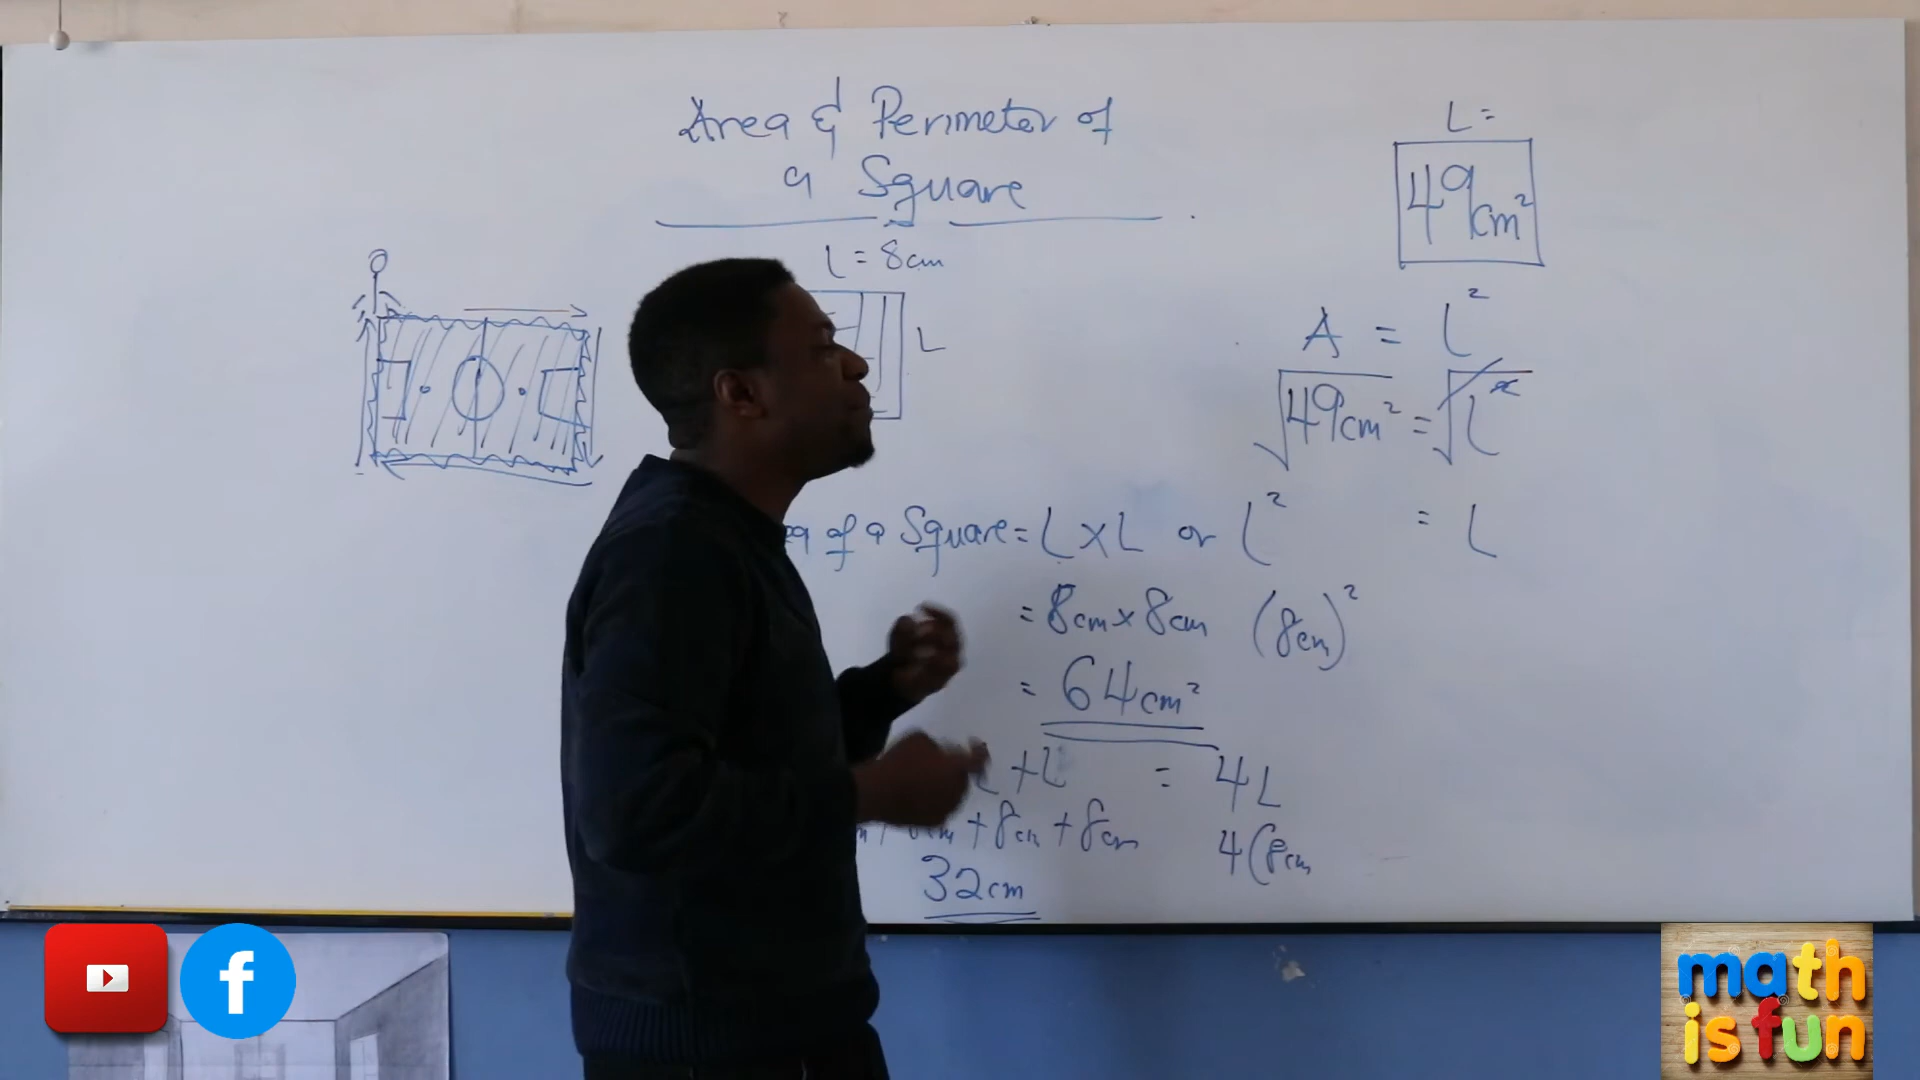 Area & Perimeter of
a Square
L = 8cm
L
Area of a Square = L x L or L²
= 8cm x 8cm (8cm)²
= 64cm²
L + L = 4L
+ 8cm + 8cm 4(8cm
32cm
L =
49cm²
A = L²
√49cm² = √L²
= L
f
math
is fun